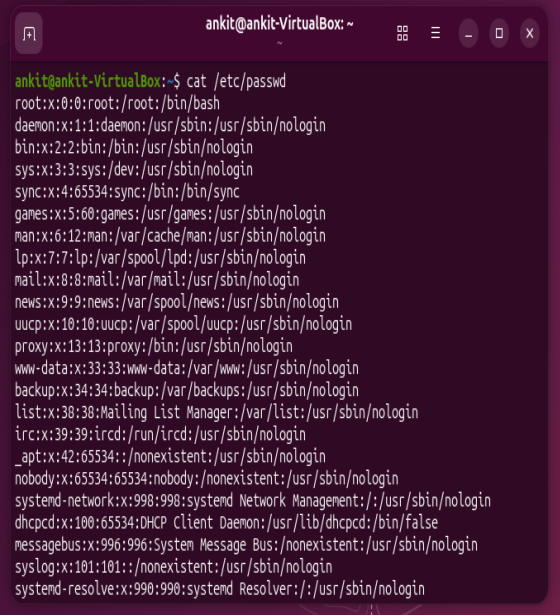 ankit@ankit-VirtualBox: ~
~
ankit@ankit-VirtualBox:~$ cat /etc/passwd
root:x:0:0:root:/root:/bin/bash
daemon:x:1:1:daemon:/usr/sbin:/usr/sbin/nologin
bin:x:2:2:bin:/bin:/usr/sbin/nologin
sys:x:3:3:sys:/dev:/usr/sbin/nologin
sync:x:4:65534:sync:/bin:/bin/sync
games:x:5:60:games:/usr/games:/usr/sbin/nologin
man:x:6:12:man:/var/cache/man:/usr/sbin/nologin
lp:x:7:7:lp:/var/spool/lpd:/usr/sbin/nologin
mail:x:8:8:mail:/var/mail:/usr/sbin/nologin
news:x:9:9:news:/var/spool/news:/usr/sbin/nologin
uucp:x:10:10:uucp:/var/spool/uucp:/usr/sbin/nologin
proxy:x:13:13:proxy:/bin:/usr/sbin/nologin
www-data:x:33:33:www-data:/var/www:/usr/sbin/nologin
backup:x:34:34:backup:/var/backups:/usr/sbin/nologin
list:x:38:38:Mailing List Manager:/var/list:/usr/sbin/nologin
irc:x:39:39:ircd:/run/ircd:/usr/sbin/nologin
_apt:x:42:65534::/nonexistent:/usr/sbin/nologin
nobody:x:65534:65534:nobody:/nonexistent:/usr/sbin/nologin
systemd-network:x:998:998:systemd Network Management:/:/usr/sbin/nologin
dhcpcd:x:100:65534:DHCP Client Daemon:/usr/lib/dhcpcd:/bin/false
messagebus:x:996:996:System Message Bus:/nonexistent:/usr/sbin/nologin
syslog:x:101:101::/nonexistent:/usr/sbin/nologin
systemd-resolve:x:990:990:systemd Resolver:/:/usr/sbin/nologin